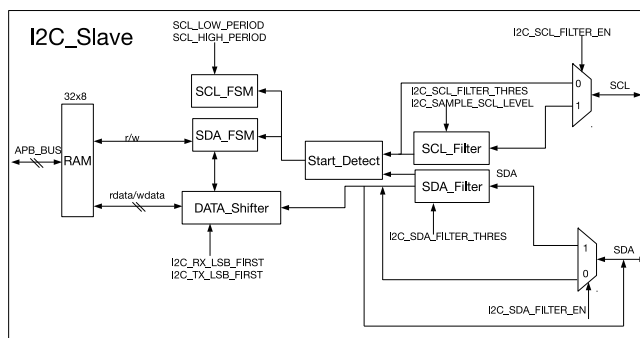 I2C_Slave
SCL_LOW_PERIOD
SCL_HIGH_PERIOD
I2C_SCL_FILTER_EN
SCL_FSM
0
1
SCL
32x8
I2C_SCL_FILTER_THRES
I2C_SAMPLE_SCL_LEVEL
APB_BUS
RAM
r/w
SDA_FSM
Start_Detect
SCL_Filter
SDA
SDA_Filter
rdata/wdata
DATA_Shifter
I2C_SDA_FILTER_THRES
1
0
SDA
I2C_RX_LSB_FIRST
I2C_TX_LSB_FIRST
I2C_SDA_FILTER_EN